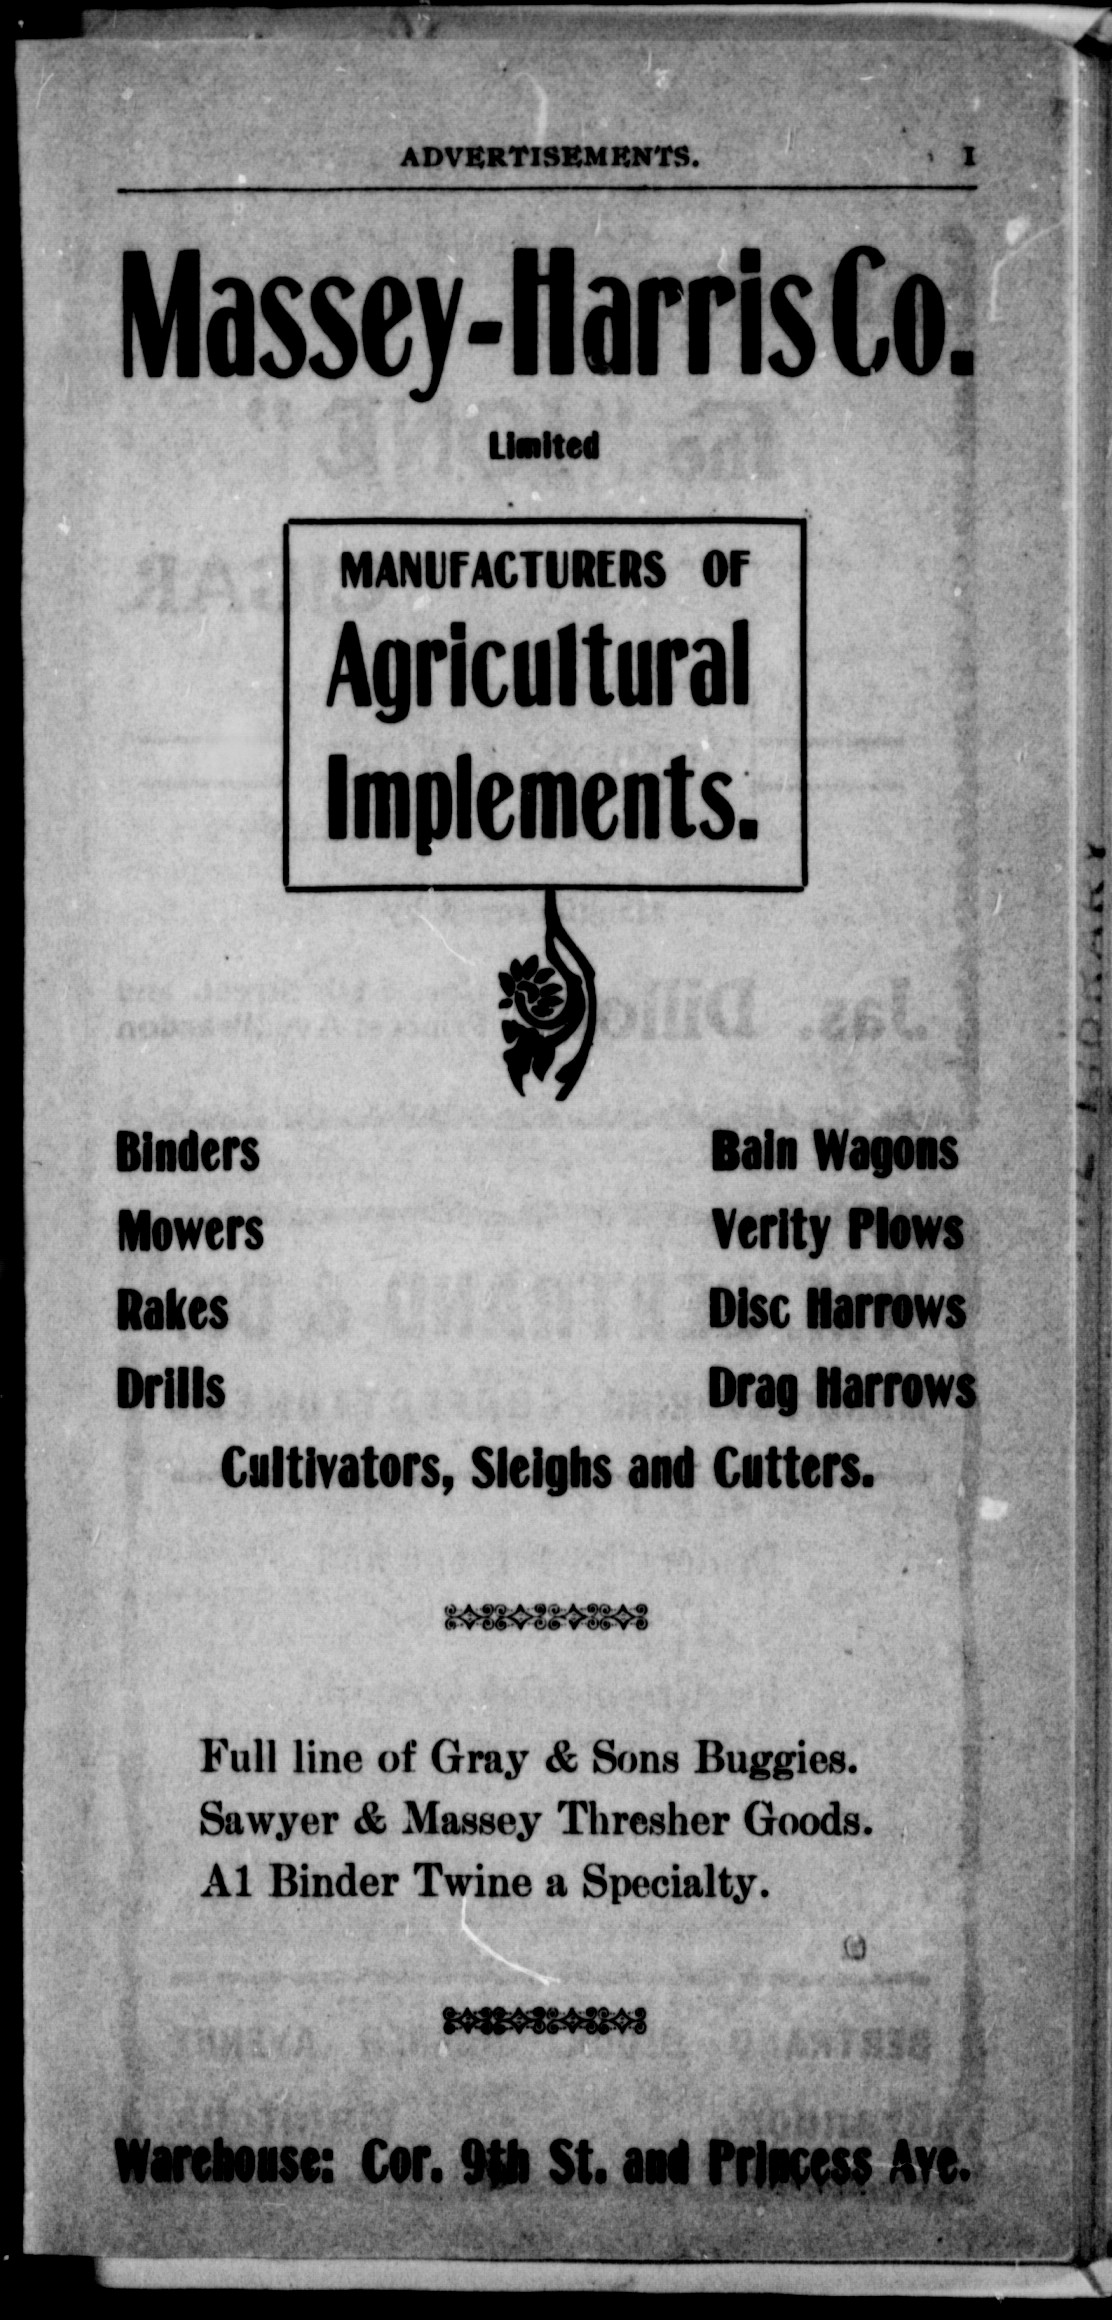 ADVERTISEMENTS. I
Massey-Harris Co.
Limited
MANUFACTURERS OF
Agricultural
Implements.
Binders Bain Wagons
Mowers Verity Plows
Rakes Disc Harrows
Drills Drag Harrows
Cultivators, Sleighs and Cutters.
Full line of Gray & Sons Buggies.
Sawyer & Massey Thresher Goods.
A1 Binder Twine a Specialty.
Warehouse: Cor. 9th St. and Princess Ave.